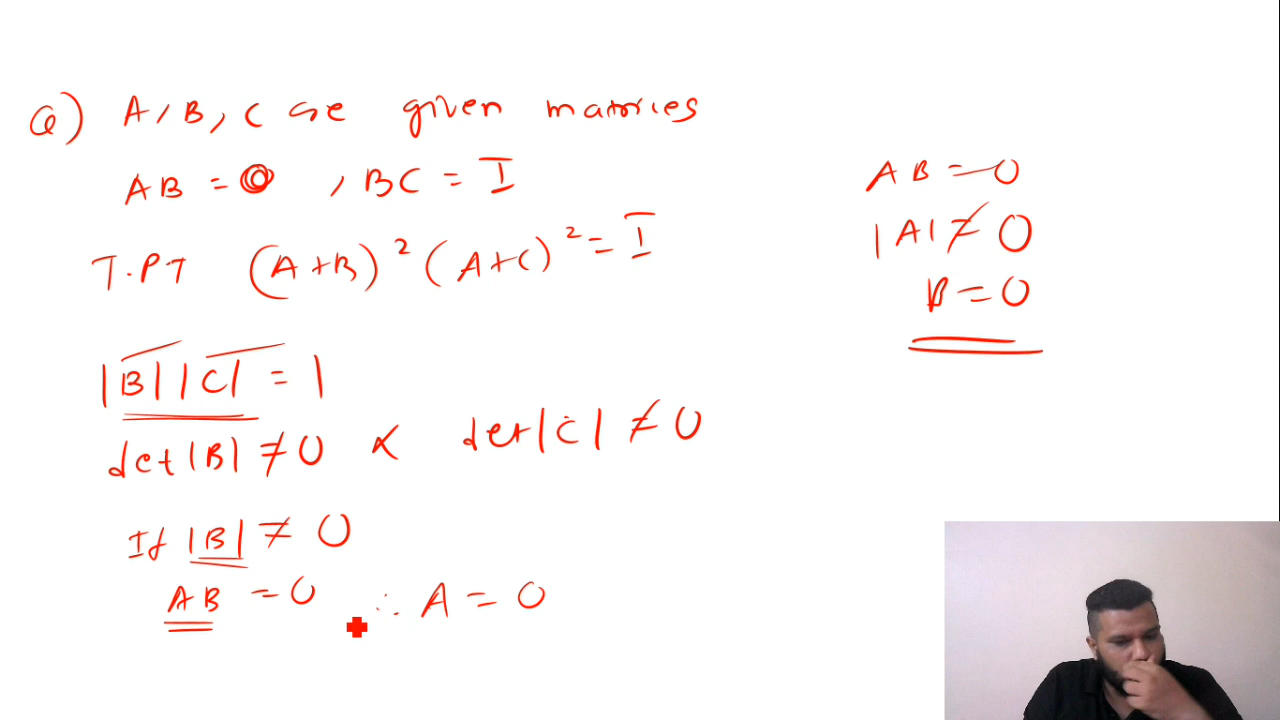 Q) A, B, C are given matrices
AB = O , BC = I
T.P.T (A+B)² (A+C)² = I
|B| |C| = 1
det|B| ≠ 0 & det|C| ≠ 0
If |B| ≠ 0
AB = 0 ∴ A = 0
AB = 0
|A| ≠ 0
B = 0